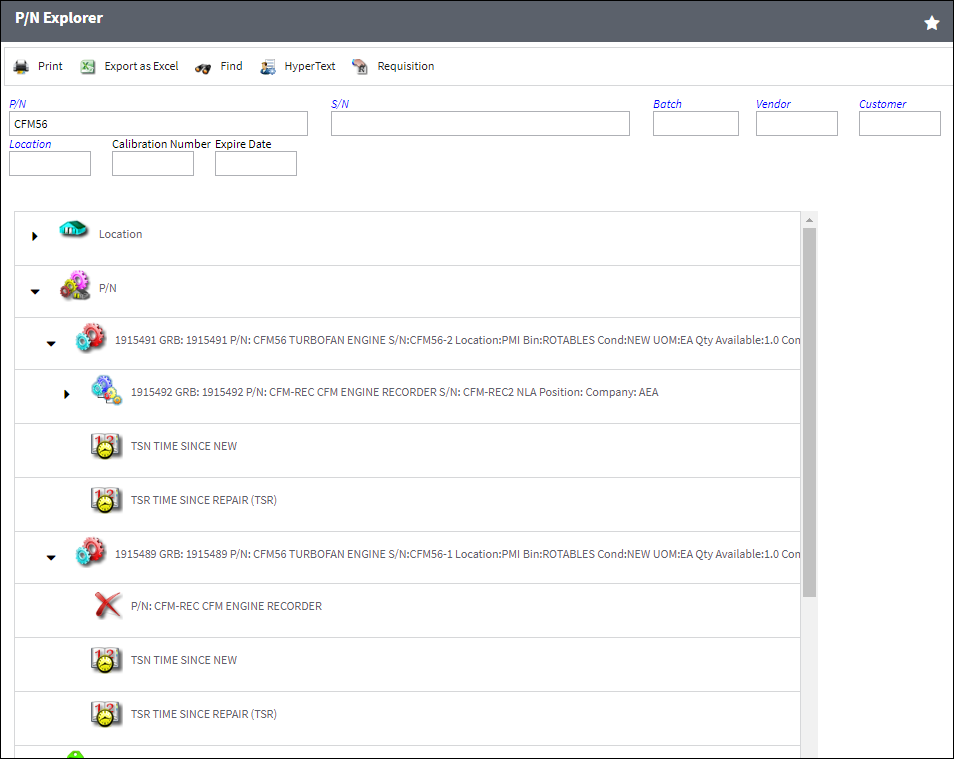 P/N Explorer
Print Export as Excel Find HyperText Requisition
P/N S/N Batch Vendor Customer
CFM56
Location Calibration Number Expire Date
Location
P/N
1915491 GRB: 1915491 P/N: CFM56 TURBOFAN ENGINE S/N:CFM56-2 Location:PMI Bin:ROTABLES Cond:NEW UOM:EA Qty Available:1.0 Con
1915492 GRB: 1915492 P/N: CFM-REC CFM ENGINE RECORDER S/N: CFM-REC2 NLA Position: Company: AEA
TSN TIME SINCE NEW
TSR TIME SINCE REPAIR (TSR)
1915489 GRB: 1915489 P/N: CFM56 TURBOFAN ENGINE S/N:CFM56-1 Location:PMI Bin:ROTABLES Cond:NEW UOM:EA Qty Available:1.0 Con
P/N: CFM-REC CFM ENGINE RECORDER
TSN TIME SINCE NEW
TSR TIME SINCE REPAIR (TSR)